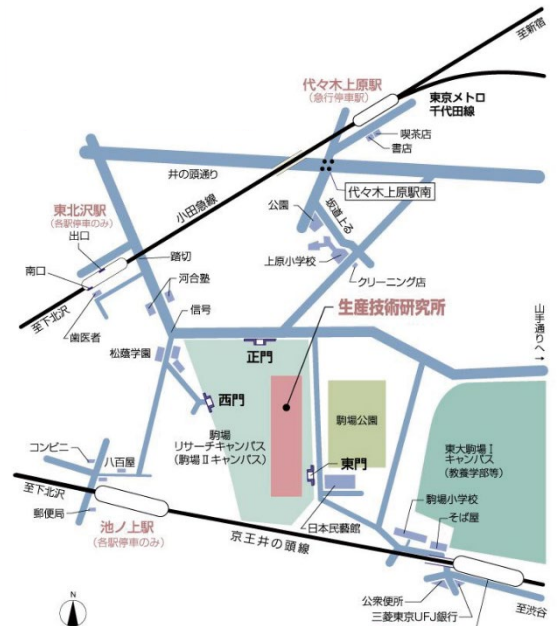 至新宿
代々木上原駅
(急行停車駅)
東京メトロ
千代田線
喫茶店
書店
井の頭通り
代々木上原駅南
小田急線
東北沢駅
(各駅停車のみ)
出口
南口
踏切
公園
坂道上る
上原小学校
クリーニング店
河合塾
至下北沢
歯医者
信号
生産技術研究所
山手通りへ→
松蔭学園
正門
西門
駒場
リサーチキャンパス
(駒場Ⅱキャンパス)
駒場公園
東大駒場Ⅰ
キャンパス
(教養学部等)
東門
コンビニ
八百屋
至下北沢
郵便局
池ノ上駅
(各駅停車のみ)
京王井の頭線
日本民藝館
駒場小学校
そば屋
公衆便所
三菱東京UFJ銀行
至渋谷
N